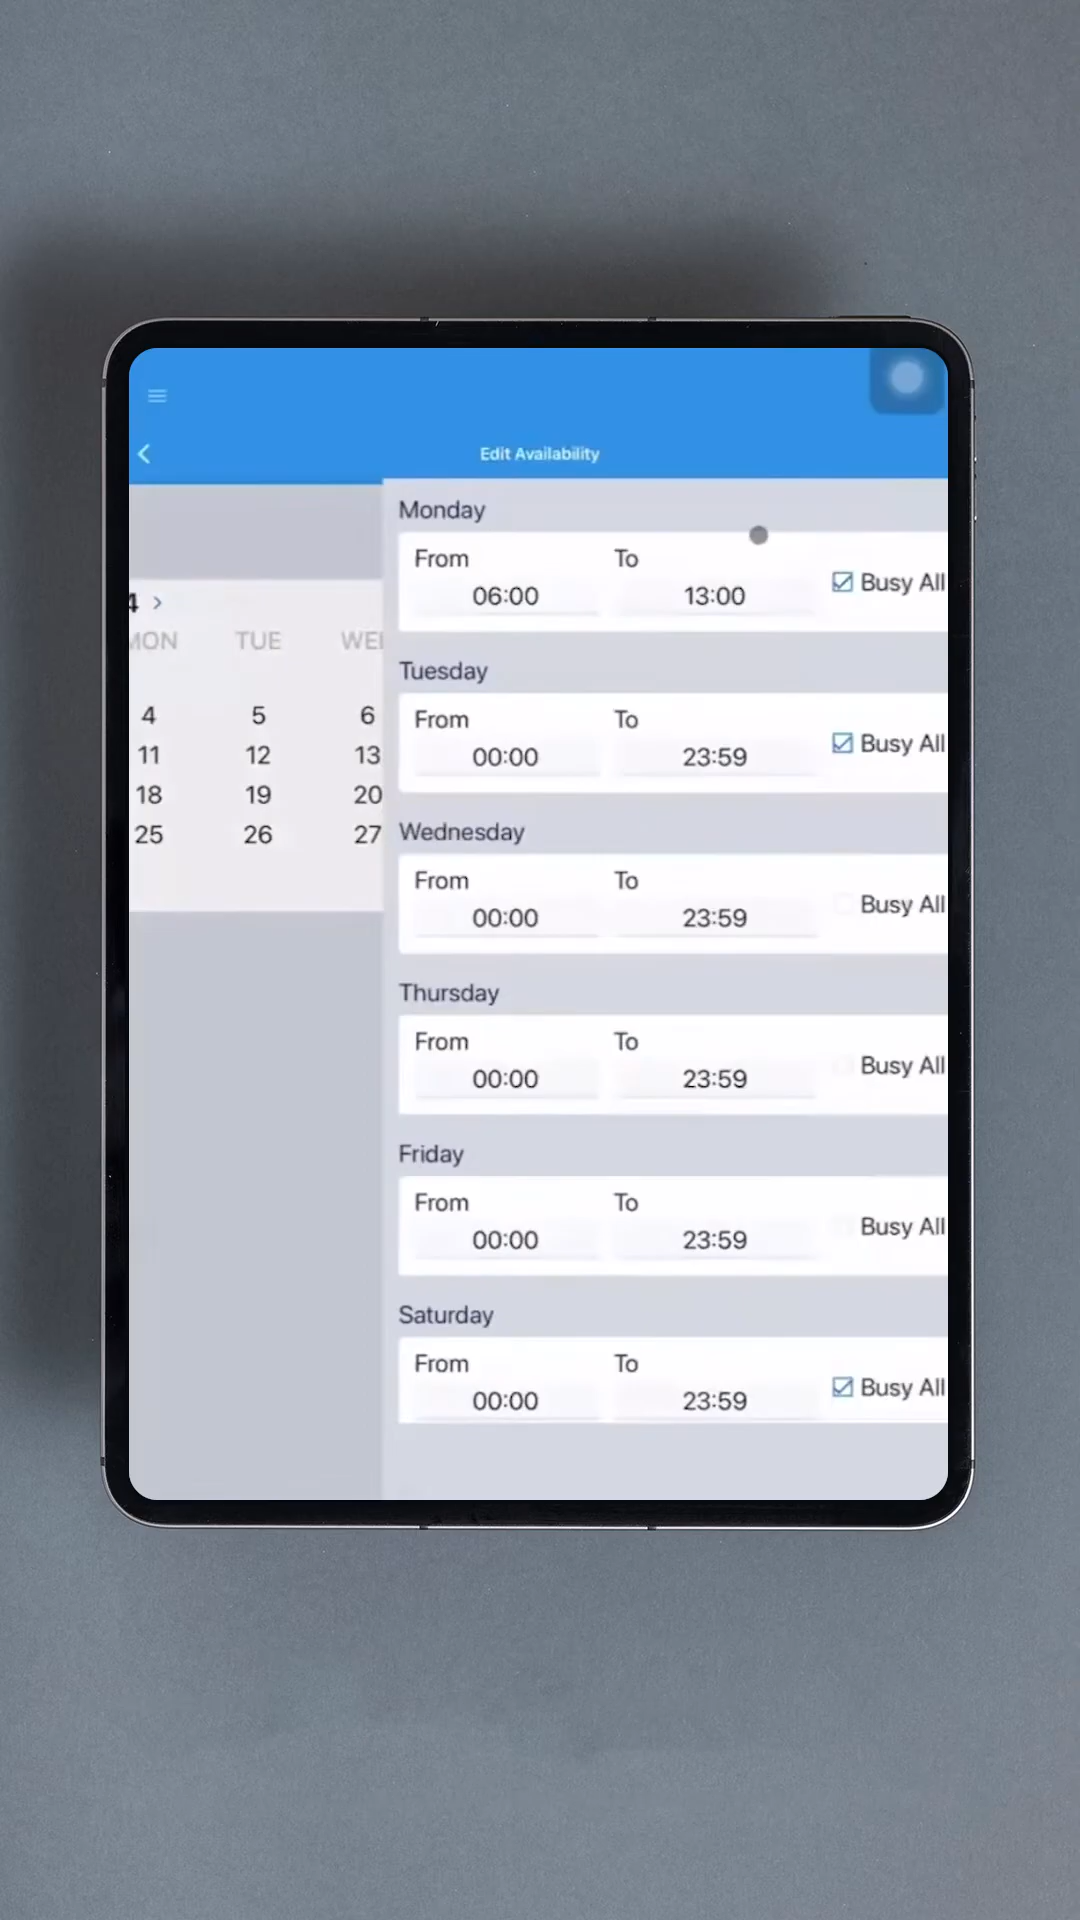 Edit Availability
4 >
MON TUE WE
4 5 6
11 12 13
18 19 20
25 26 27
Monday
From To
06:00 13:00 Busy All
Tuesday
From To
00:00 23:59 Busy All
Wednesday
From To
00:00 23:59 Busy All
Thursday
From To
00:00 23:59 Busy All
Friday
From To
00:00 23:59 Busy All
Saturday
From To
00:00 23:59 Busy All